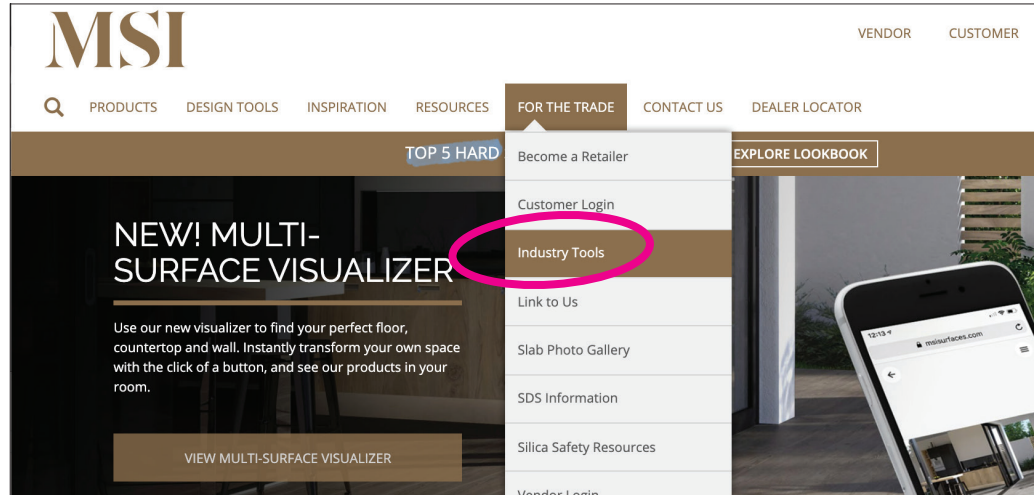 MSI
VENDOR CUSTOMER
PRODUCTS DESIGN TOOLS INSPIRATION RESOURCES FOR THE TRADE CONTACT US DEALER LOCATOR
TOP 5 HARD
EXPLORE LOOKBOOK
Become a Retailer
Customer Login
Industry Tools
Link to Us
Slab Photo Gallery
SDS Information
Silica Safety Resources
Vendor Login
NEW! MULTI-
SURFACE VISUALIZER
Use our new visualizer to find your perfect floor,
countertop and wall. Instantly transform your own space
with the click of a button, and see our products in your
room.
VIEW MULTI-SURFACE VISUALIZER
12:13
msisurfaces.com